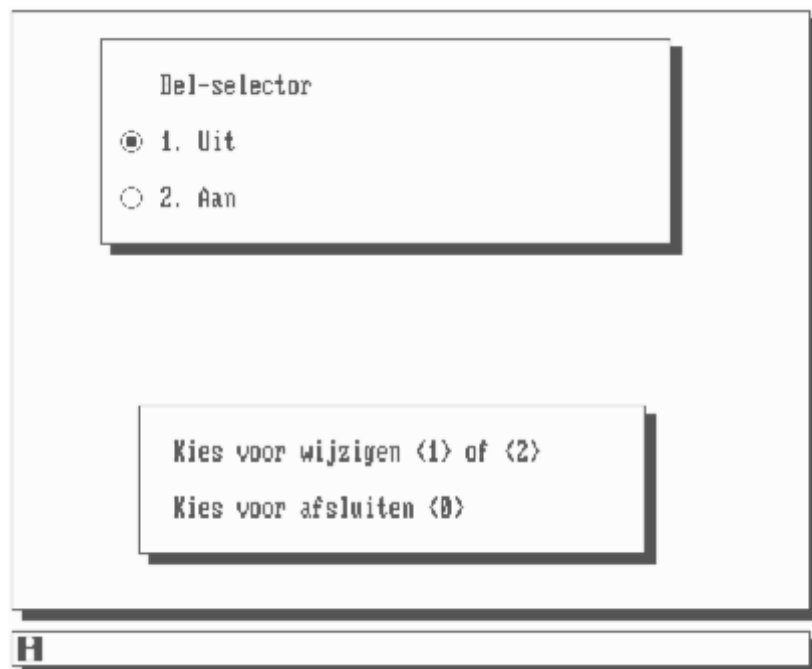 Del-selector
1. Uit
2. Aan
Kies voor wijzigen <1> of <2>
Kies voor afsluiten <0>
H